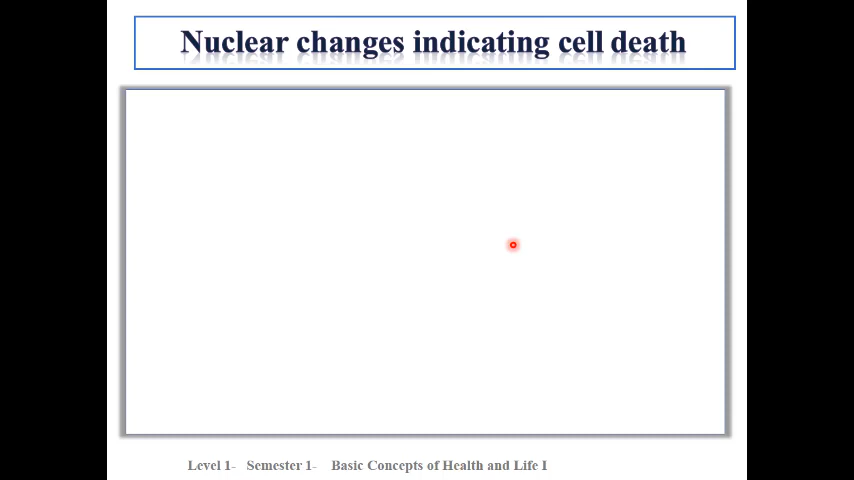 Nuclear changes indicating cell death
Level 1- Semester 1- Basic Concepts of Health and Life I